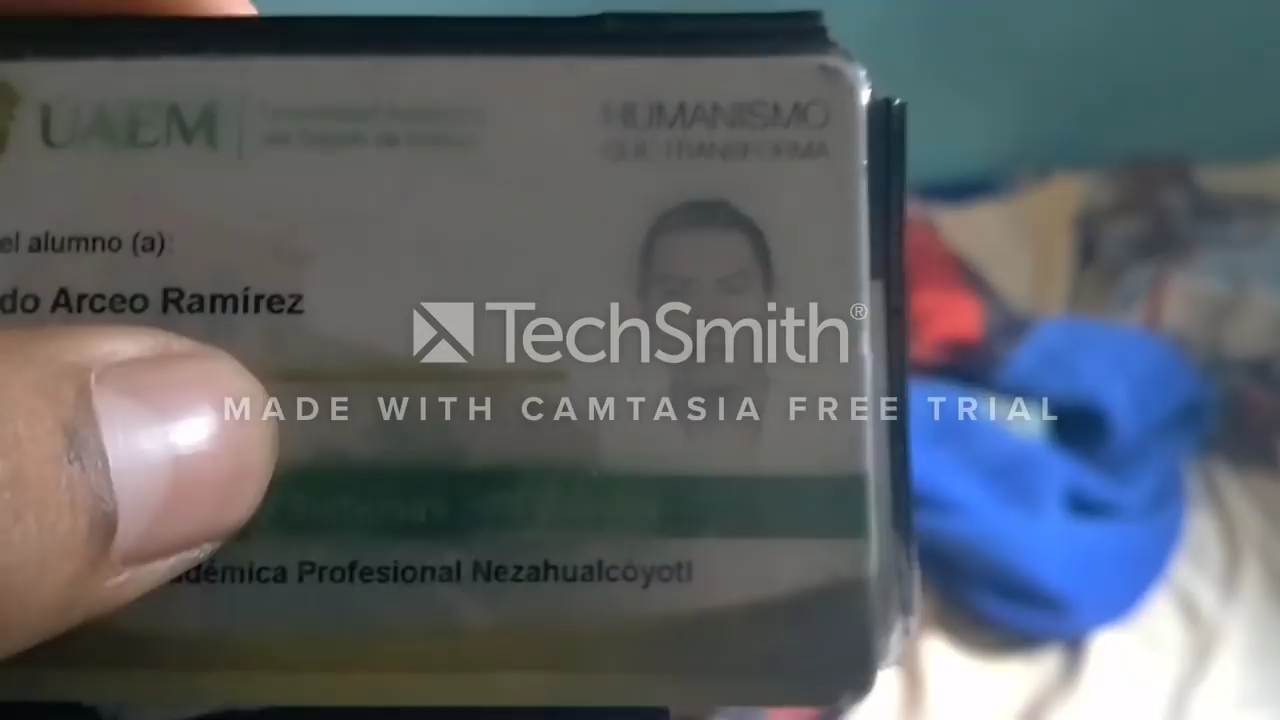 UAEM
HUMANISMO
QUE TRANSFORMA
el alumno (a):
do Arceo Ramírez
TechSmith®
MADE WITH CAMTASIA FREE TRIAL
adémica Profesional Nezahualcóyotl